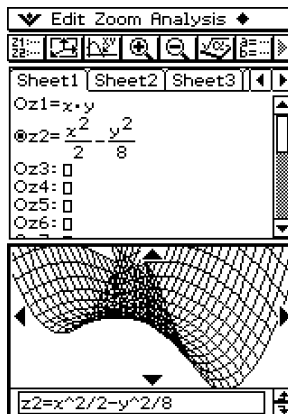 Edit Zoom Analysis
Sheet1 Sheet2 Sheet3
z1=x·y
z2=x²/2-y²/8
z3:
z4:
z5:
z6:
z2=x^2/2-y^2/8